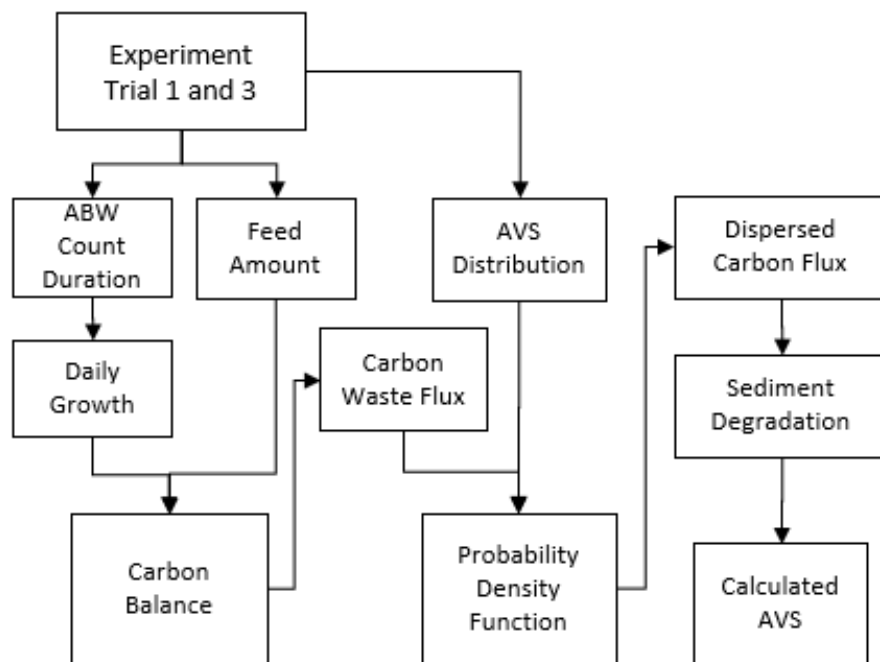 Experiment
Trial 1 and 3
ABW
Count
Duration
Feed
Amount
AVS
Distribution
Dispersed
Carbon Flux
Daily
Growth
Carbon
Waste Flux
Sediment
Degradation
Carbon
Balance
Probability
Density
Function
Calculated
AVS